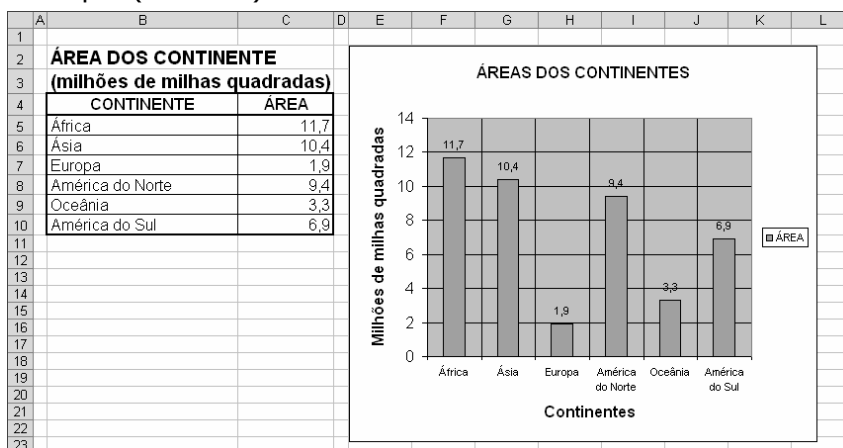 A B C D E F G H I J K L
1
2 ÁREA DOS CONTINENTE
3 (milhões de milhas quadradas)
4 CONTINENTE ÁREA
5 África 11,7
6 Ásia 10,4
7 Europa 1,9
8 América do Norte 9,4
9 Oceânia 3,3
10 América do Sul 6,9
11
12
13
14
15
16
17
18
19
20
21
22
23
ÁREAS DOS CONTINENTES
Milhões de milhas quadradas
14
12
10
8
6
4
2
0
11,7
10,4
1,9
9,4
3,3
6,9
África Ásia Europa América do Norte Oceânia América do Sul
Continentes
ÁREA